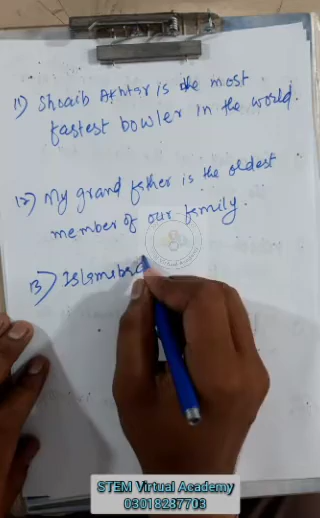 11) Shoaib Akhtar is the most
fastest bowler in the world.
12) My grand father is the oldest
member of our family.
13) Islamabad
STEM Virtual Academy
03018287703